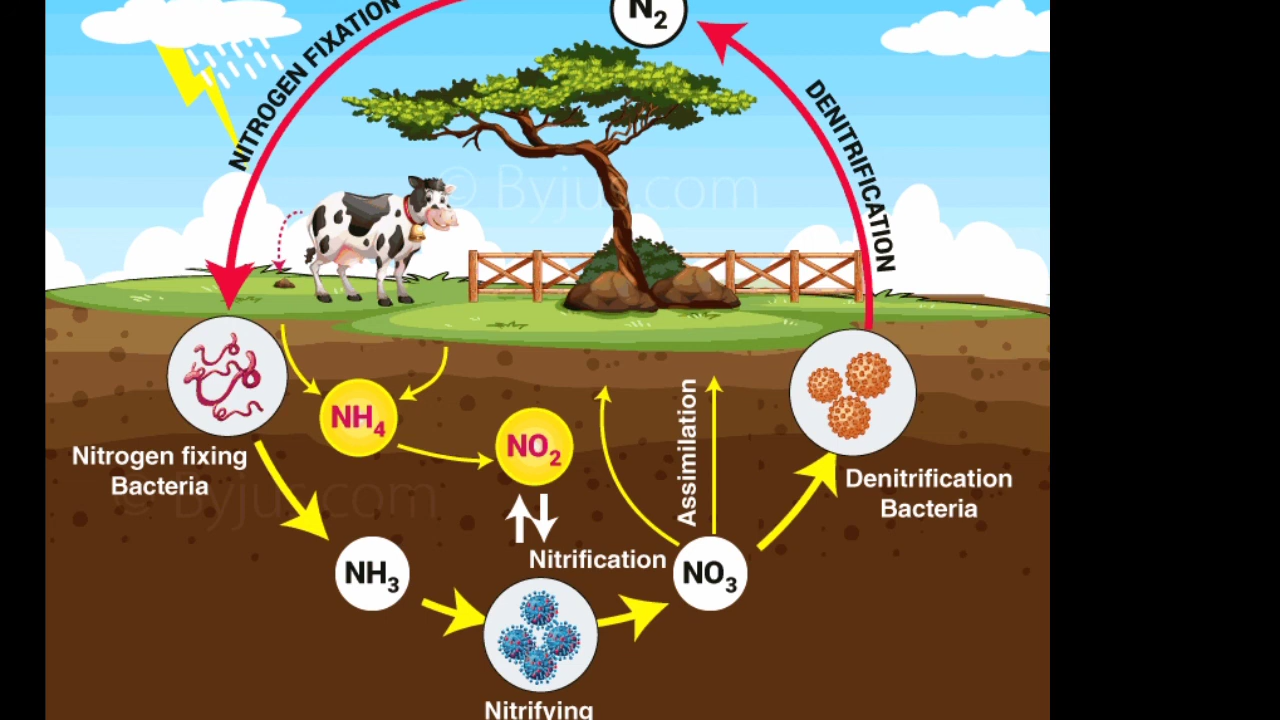 N2
NITROGEN FIXATION
DENITRIFICATION
© Byjus.com
NH4
NO2
Assimilation
Nitrogen fixing
Bacteria
Denitrification
Bacteria
© Byjus.com
NH3
Nitrification
NO3
Nitrifying